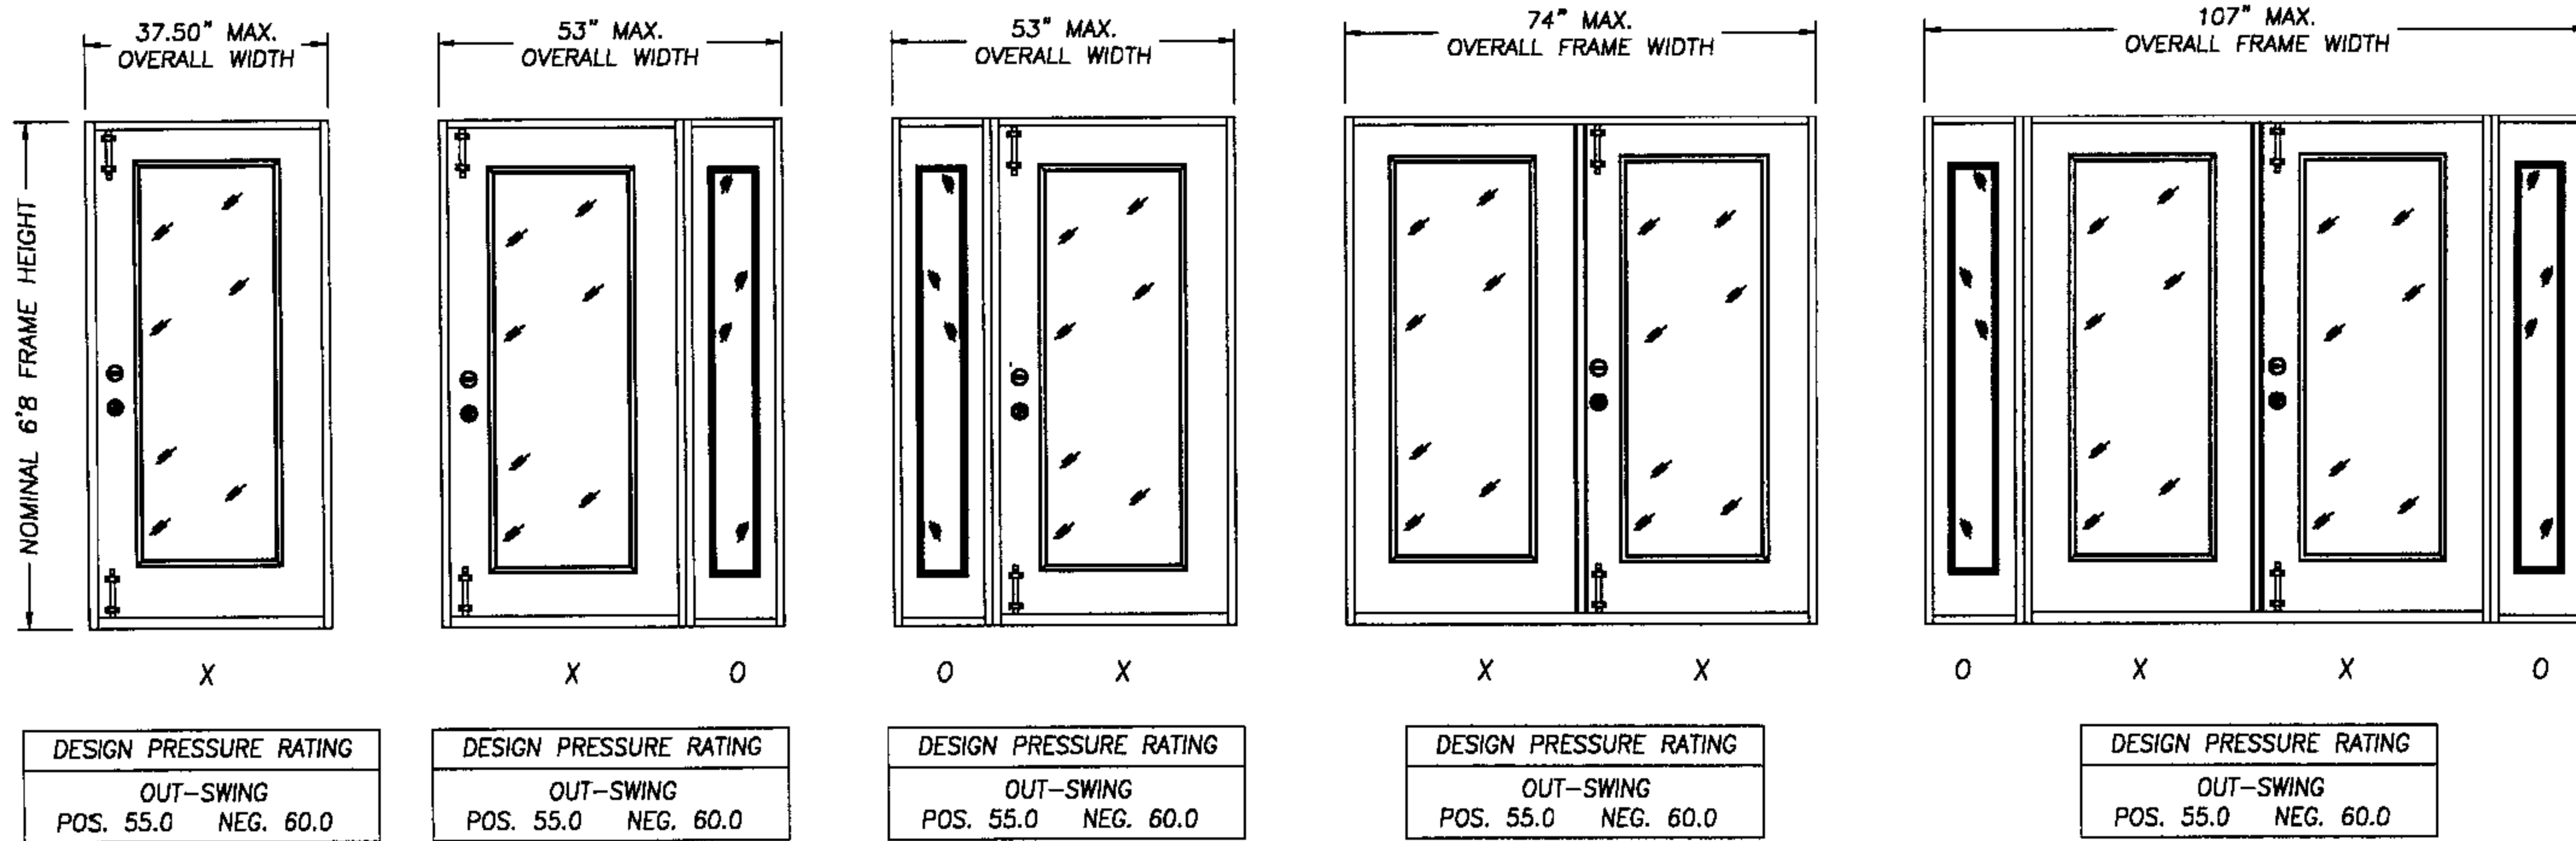 37.50" MAX.
OVERALL WIDTH
53" MAX.
OVERALL WIDTH
53" MAX.
OVERALL WIDTH
74" MAX.
OVERALL FRAME WIDTH
107" MAX.
OVERALL FRAME WIDTH
NOMINAL 6'8 FRAME HEIGHT
X
X O
O X
X X
O X X O
DESIGN PRESSURE RATING
OUT-SWING
POS. 55.0 NEG. 60.0
DESIGN PRESSURE RATING
OUT-SWING
POS. 55.0 NEG. 60.0
DESIGN PRESSURE RATING
OUT-SWING
POS. 55.0 NEG. 60.0
DESIGN PRESSURE RATING
OUT-SWING
POS. 55.0 NEG. 60.0
DESIGN PRESSURE RATING
OUT-SWING
POS. 55.0 NEG. 60.0